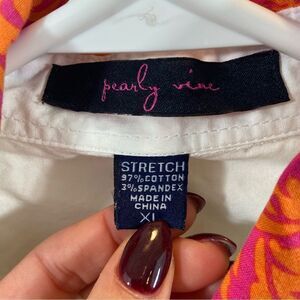 pearly vine
STRETCH
97% COTTON
3% SPANDEX
MADE IN
CHINA
XL